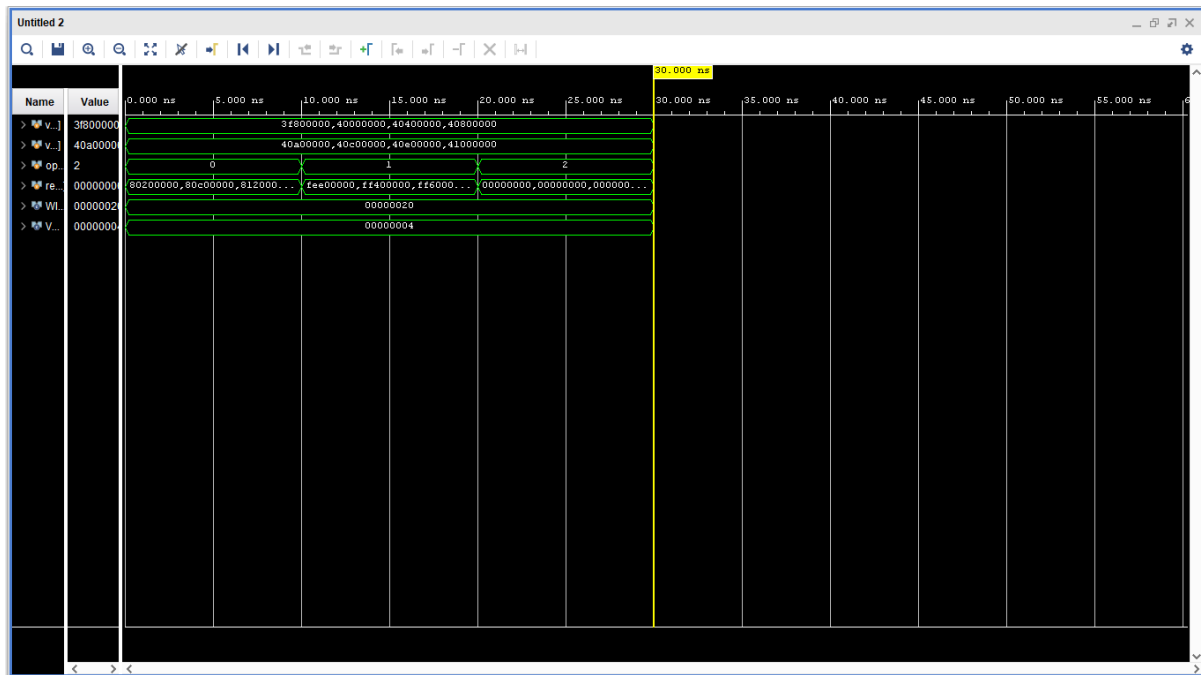 Untitled 2
30.000 ns
Name Value 0.000 ns 5.000 ns 10.000 ns 15.000 ns 20.000 ns 25.000 ns 30.000 ns 35.000 ns 40.000 ns 45.000 ns 50.000 ns 55.000 ns 6
v...] 3f800000 3f800000,40000000,40400000,40800000
v...] 40a00000 40a00000,40c00000,40e00000,41000000
op.. 2 0 1 2
re...] 00000000 80200000,80c00000,812000... fee00000,ff400000,ff6000... 00000000,00000000,000000...
WI.. 00000020 00000020
V... 00000004 00000004